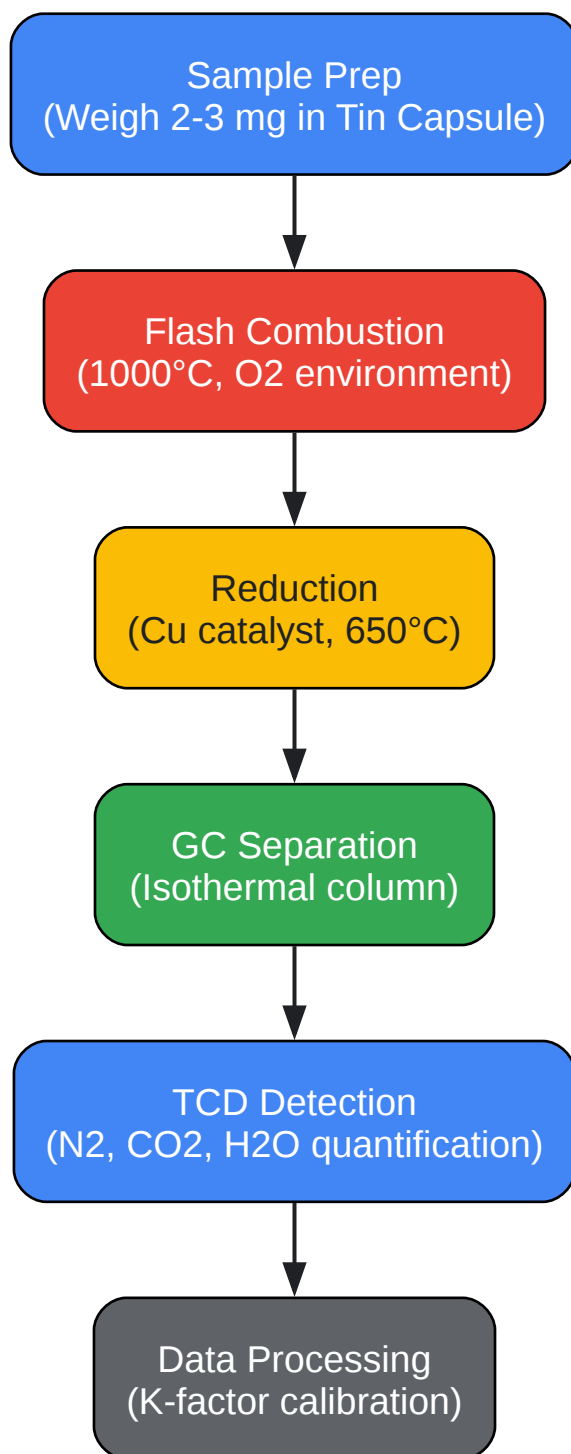 Sample Prep
(Weigh 2-3 mg in Tin Capsule)
Flash Combustion
(1000°C, O2 environment)
Reduction
(Cu catalyst, 650°C)
GC Separation
(Isothermal column)
TCD Detection
(N2, CO2, H2O quantification)
Data Processing
(K-factor calibration)